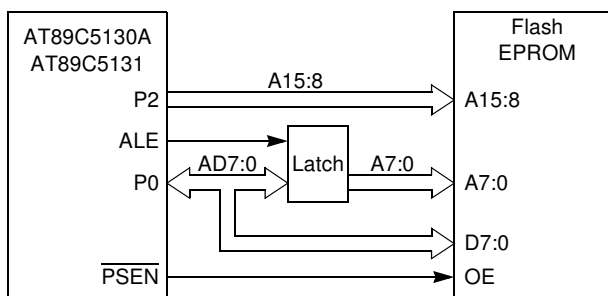 AT89C5130A
AT89C5131
Flash
EPROM
A15:8
P2
A15:8
ALE
Latch
AD7:0
A7:0
P0
A7:0
D7:0
PSEN
OE